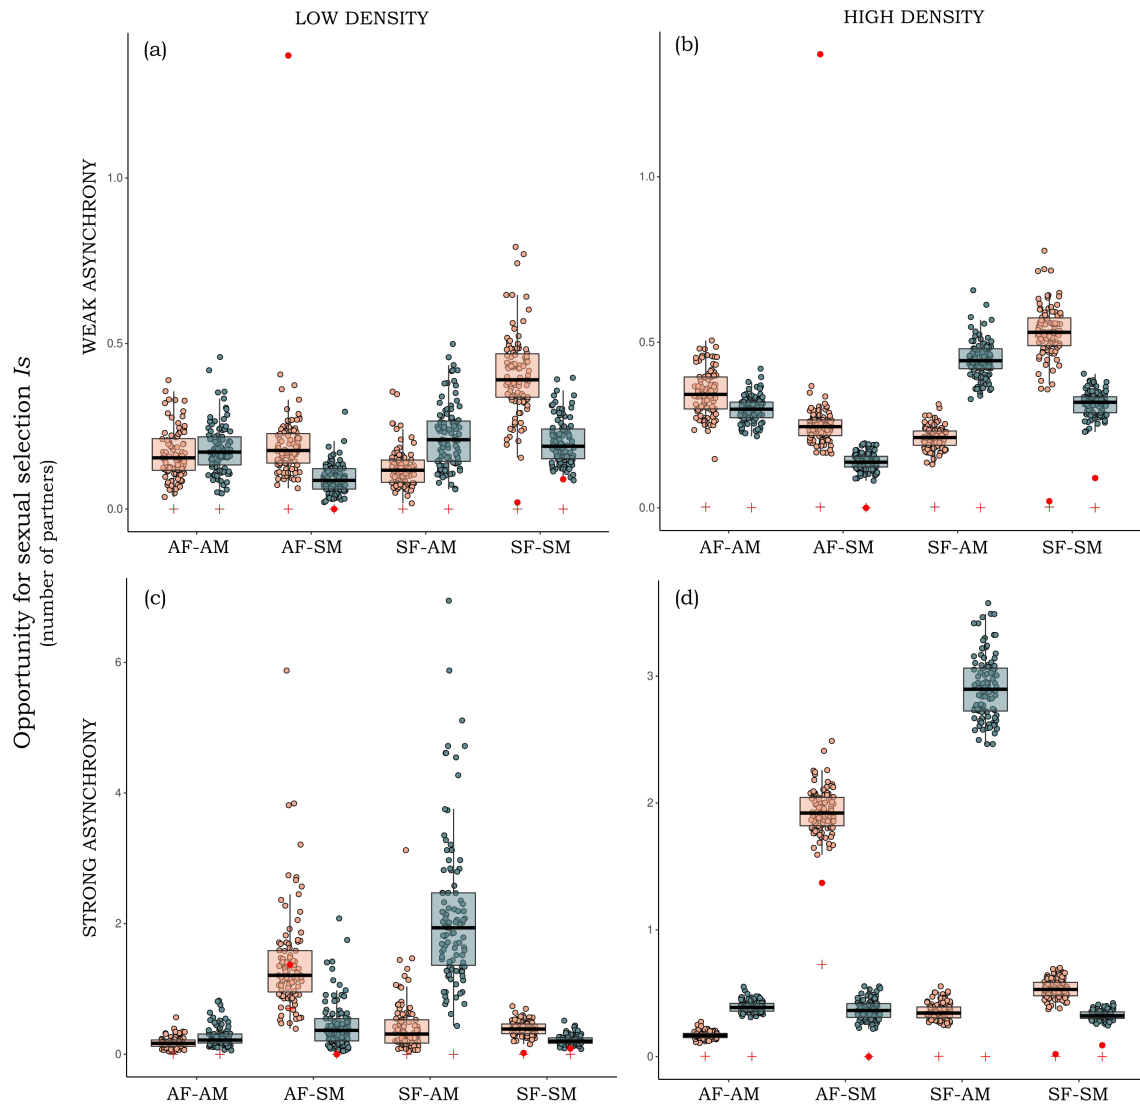 LOW DENSITY
HIGH DENSITY
Opportunity for sexual selection Is
(number of partners)
WEAK ASYNCHRONY
(a)
1.0
0.5
0.0
AF-AM AF-SM SF-AM SF-SM
(b)
1.0
0.5
0.0
AF-AM AF-SM SF-AM SF-SM
STRONG ASYNCHRONY
(c)
6
4
2
0
AF-AM AF-SM SF-AM SF-SM
(d)
3
2
1
0
AF-AM AF-SM SF-AM SF-SM